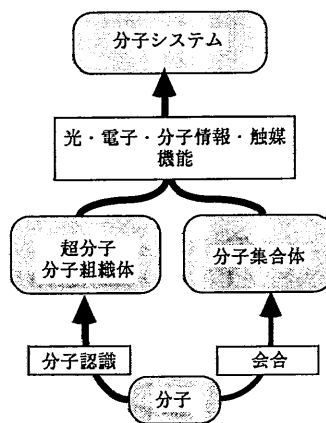 分子システム
光・電子・分子情報・触媒
機能
超分子
分子組織体
分子集合体
分子認識
会合
分子